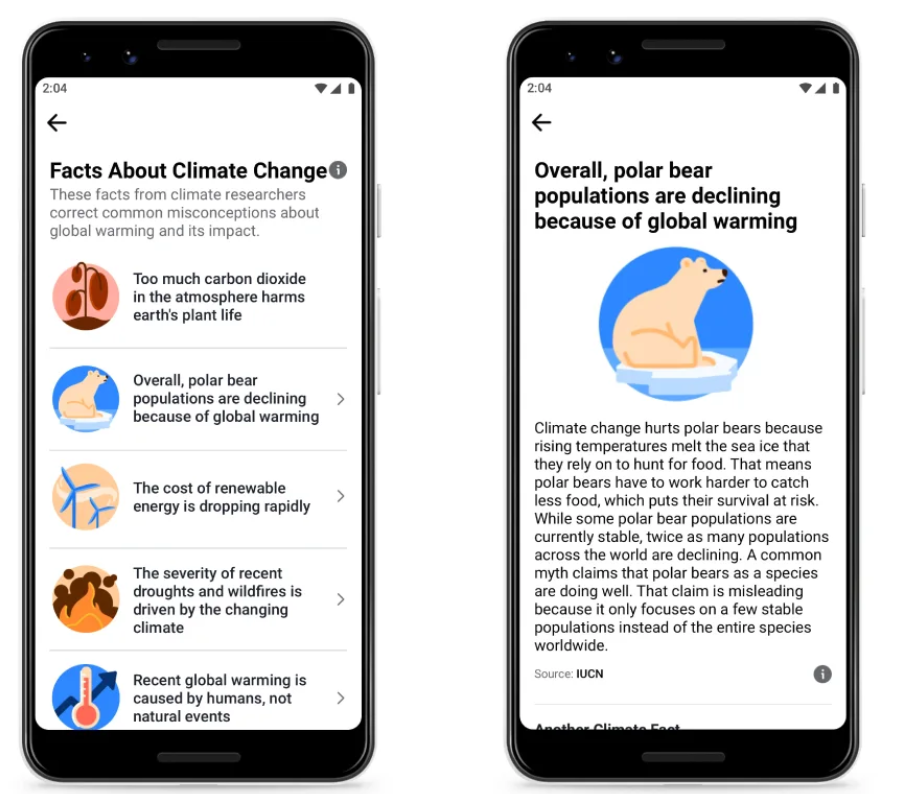 2:04
Facts About Climate Change
These facts from climate researchers
correct common misconceptions about
global warming and its impact.
Too much carbon dioxide
in the atmosphere harms
earth's plant life
Overall, polar bear
populations are declining
because of global warming
The cost of renewable
energy is dropping rapidly
The severity of recent
droughts and wildfires is
driven by the changing
climate
Recent global warming is
caused by humans, not
natural events
2:04
Overall, polar bear
populations are declining
because of global warming
Climate change hurts polar bears because
rising temperatures melt the sea ice that
they rely on to hunt for food. That means
polar bears have to work harder to catch
less food, which puts their survival at risk.
While some polar bear populations are
currently stable, twice as many populations
across the world are declining. A common
myth claims that polar bears as a species
are doing well. That claim is misleading
because it only focuses on a few stable
populations instead of the entire species
worldwide.
Source: IUCN
Another Climate Fact